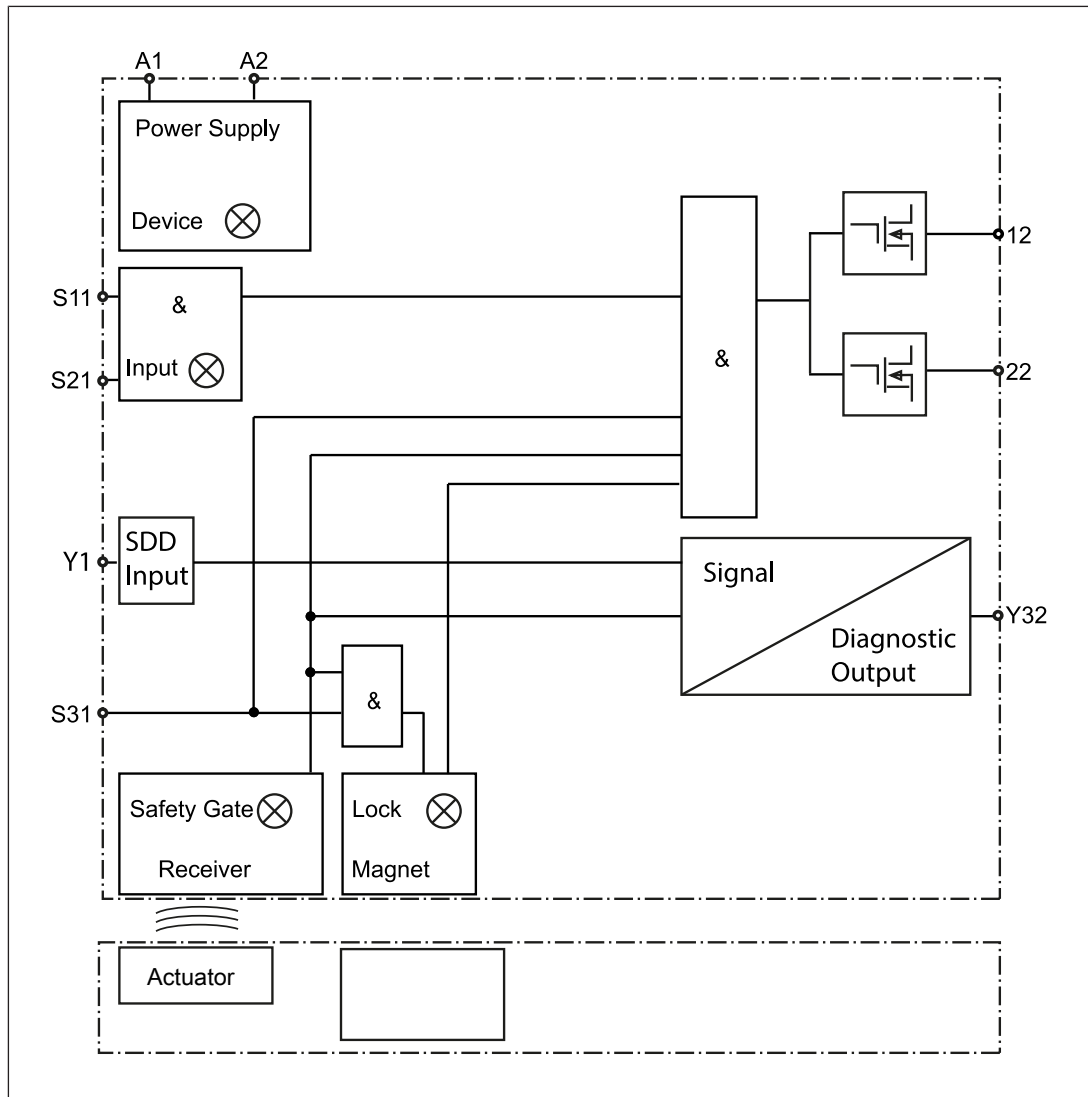 A1 A2
Power Supply
Device
S11
&
12
Input
S21
&
22
SDD
Input
Y1
Signal
Diagnostic
Output
Y32
&
S31
Safety Gate
Receiver
Lock
Magnet
Actuator